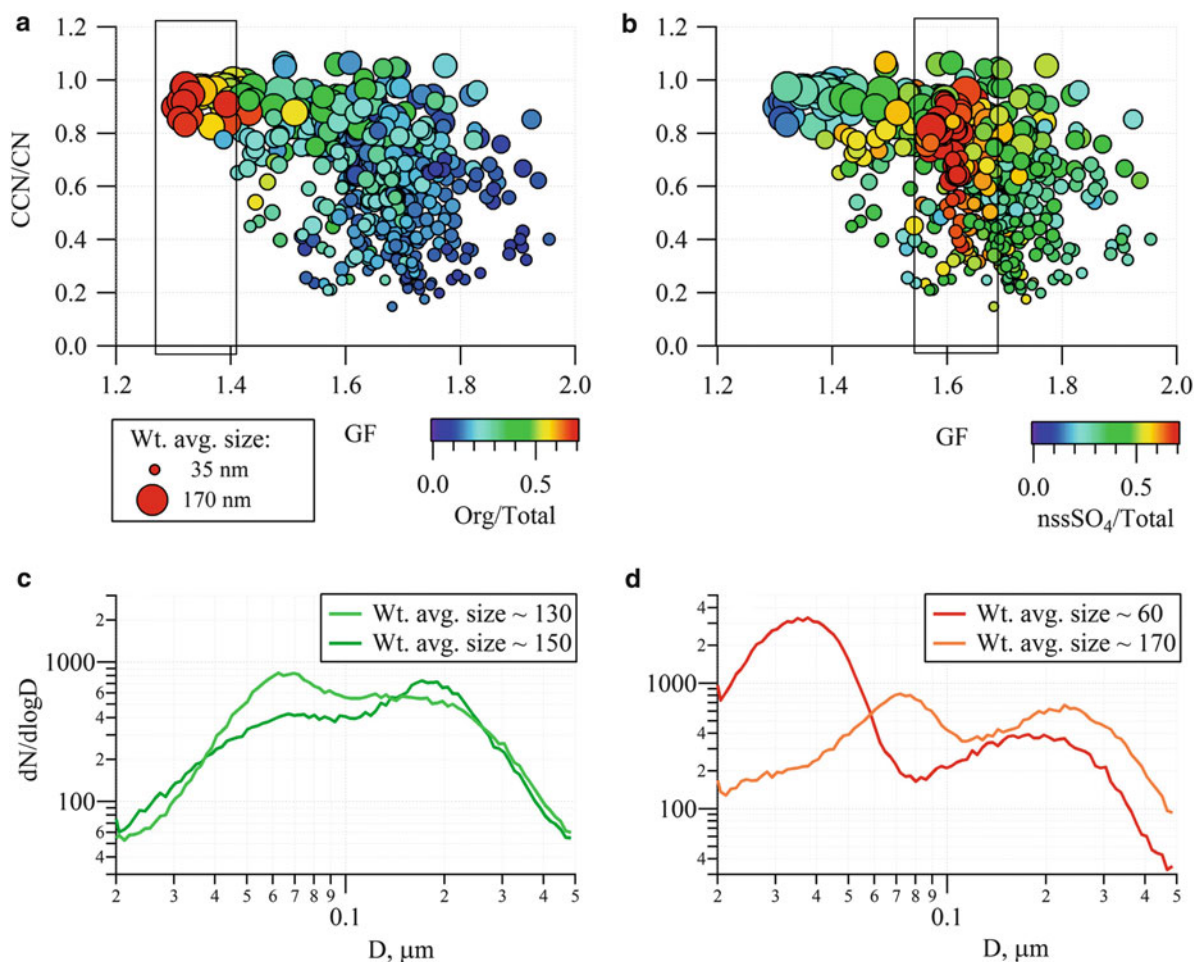 a
1.2
1.0
0.8
0.6
0.4
0.2
0.0
CCN/CN
1.2 1.4 1.6 1.8 2.0
GF
Wt. avg. size:
35 nm
170 nm
0.0 0.5
Org/Total
b
1.2
1.0
0.8
0.6
0.4
0.2
0.0
1.2 1.4 1.6 1.8 2.0
GF
0.0 0.5
nssSO₄/Total
c
Wt. avg. size ~ 130
Wt. avg. size ~ 150
dN/dlogD
2
1000
6
4
2
100
6
4
2 3 4 5 6 7 8 9 2 3 4 5
0.1
D, μm
d
Wt. avg. size ~ 60
Wt. avg. size ~ 170
4
2
1000
6
4
2
100
6
4
2 3 4 5 6 7 8 9 2 3 4 5
0.1
D, μm